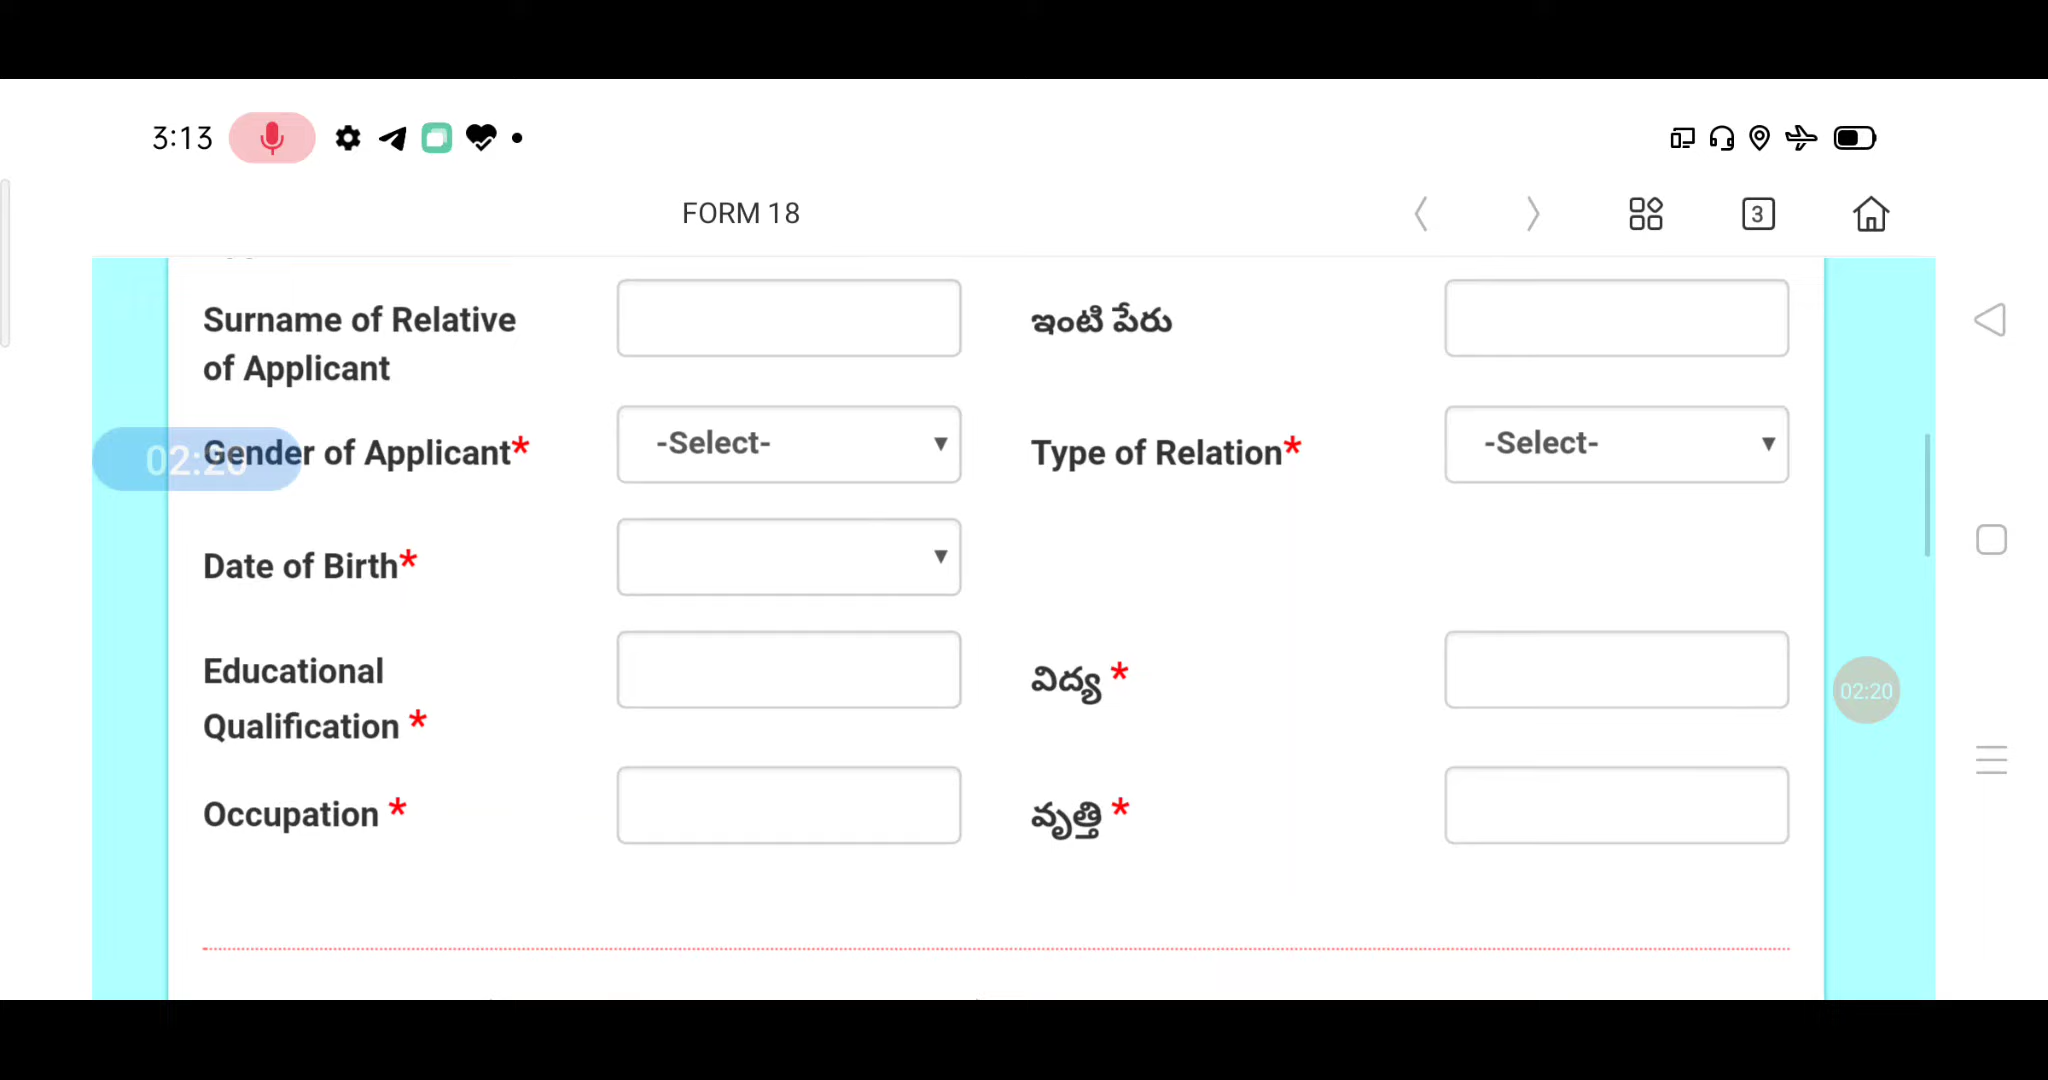 3:13
FORM 18
3
Surname of Relative
of Applicant
ఇంటి పేరు
02:20
Gender of Applicant*
-Select-
Type of Relation*
-Select-
Date of Birth*
Educational
Qualification *
విద్య *
02:20
Occupation *
వృత్తి *